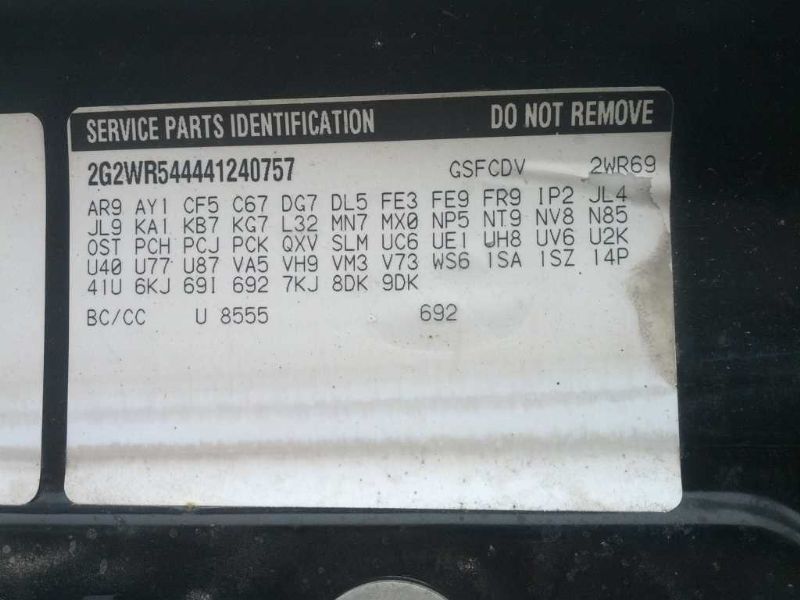 SERVICE PARTS IDENTIFICATION DO NOT REMOVE
2G2WR544441240757 GSFCDV 2WR69
AR9 AY1 CF5 C67 DG7 DL5 FE3 FE9 FR9 IP2 JL4
JL9 KA1 KB7 KG7 L32 MN7 MX0 NP5 NT9 NV8 N85
OST PCH PCJ PCK QXV SLM UC6 UE1 UH8 UV6 U2K
U40 U77 U87 VA5 VH9 VM3 V73 WS6 1SA 1SZ 14P
41U 6KJ 69I 692 7KJ 8DK 9DK
BC/CC U 8555 692